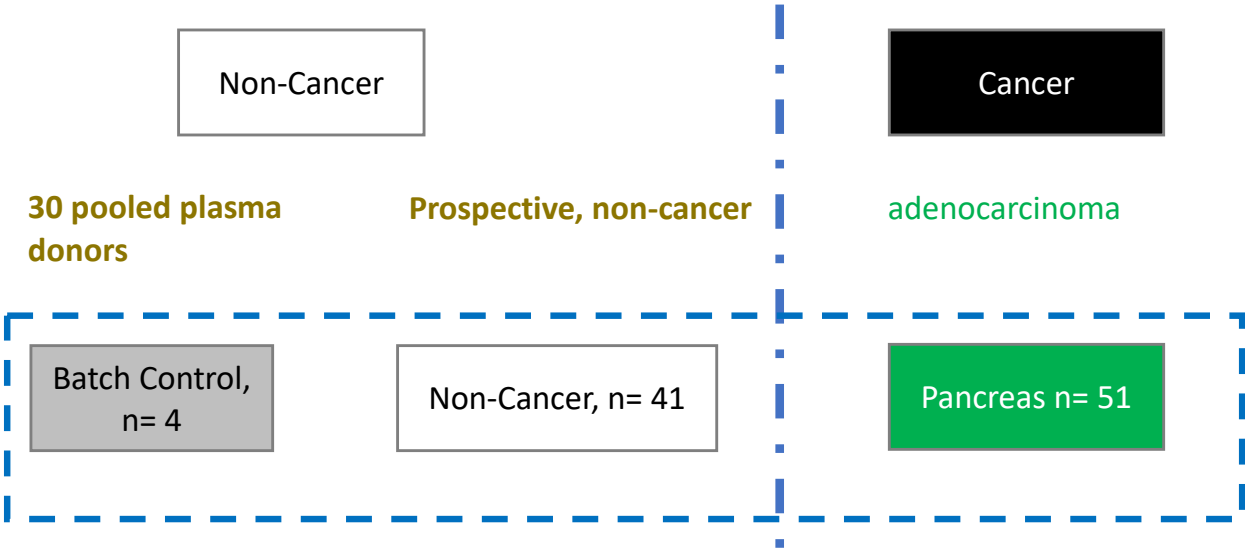 Non-Cancer
Cancer
30 pooled plasma
donors
Prospective, non-cancer
adenocarcinoma
Batch Control,
n= 4
Non-Cancer, n= 41
Pancreas n= 51